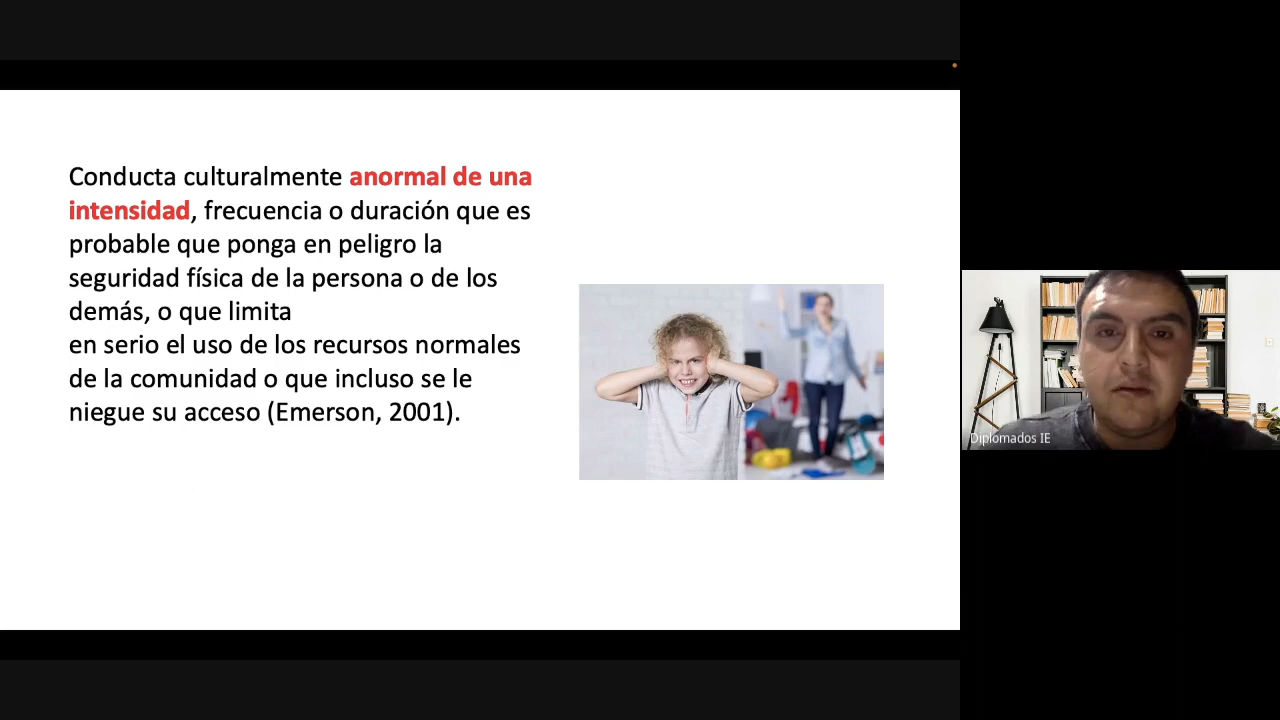 Conducta culturalmente anormal de una
intensidad, frecuencia o duración que es
probable que ponga en peligro la
seguridad física de la persona o de los
demás, o que limita
en serio el uso de los recursos normales
de la comunidad o que incluso se le
niegue su acceso (Emerson, 2001).
Diplomados IE